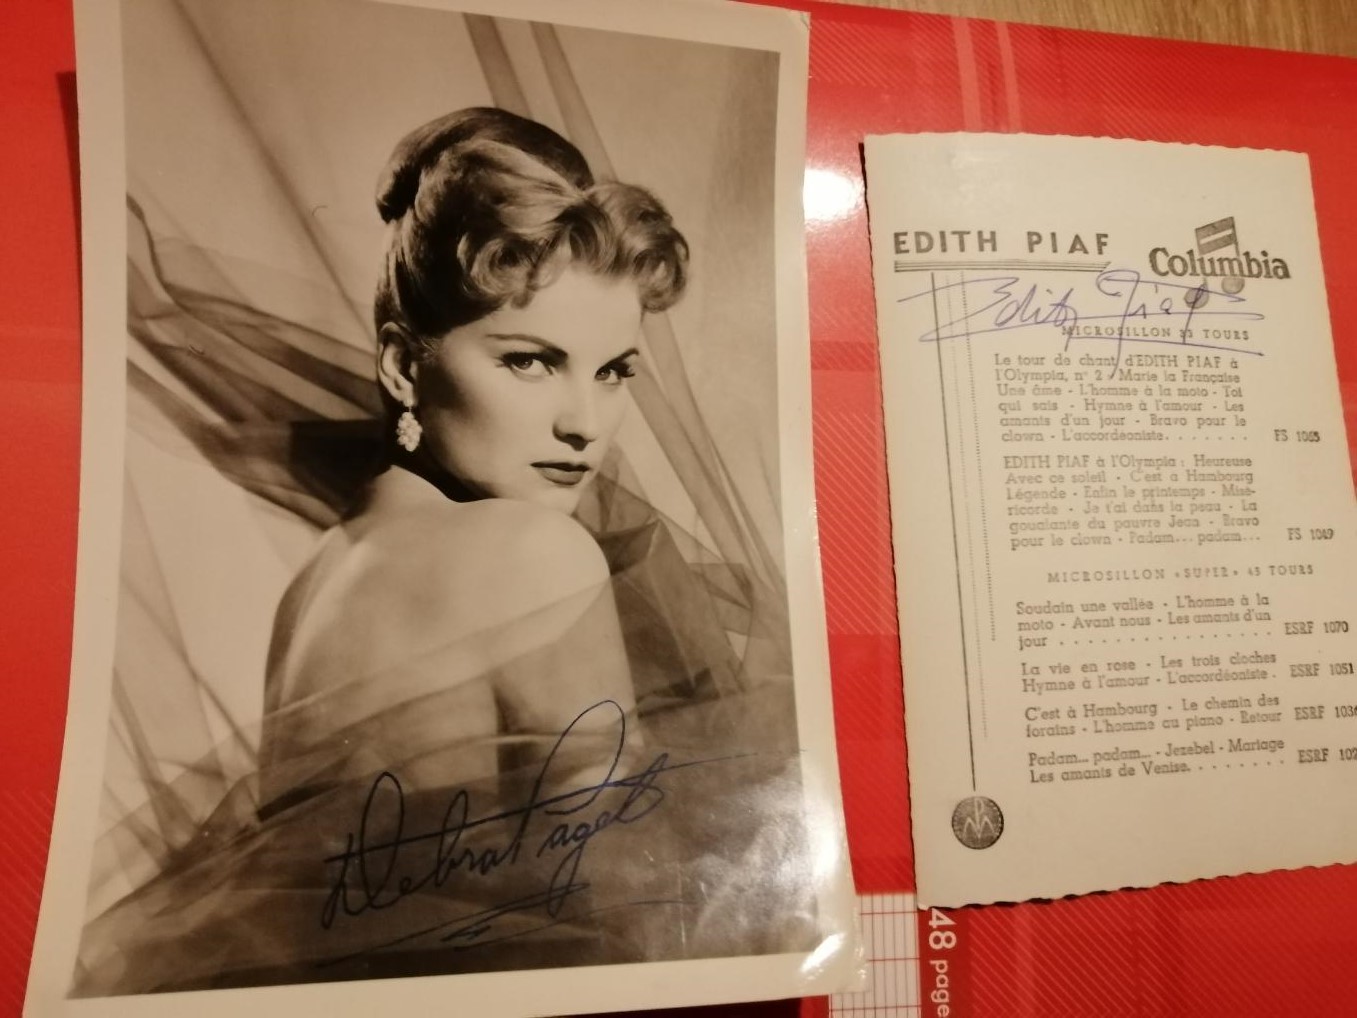 Debra Paget
EDITH PIAF
Columbia
Edith Piaf
MICROSILLON 33 TOURS
Le tour de chant d'EDITH PIAF à
l'Olympia, n° 2 - Marie la Française
Une âme - L'homme à la moto - Toi
qui sais - Hymne à l'amour - Les
amants d'un jour - Bravo pour le
clown - L'accordéoniste. . . . . . . FS 1065
EDITH PIAF à l'Olympia : Heureuse
Avec ce soleil - C'est à Hambourg
Légende - Enfin le printemps - Misé-
ricorde - Je t'ai dans la peau - La
goualante du pauvre Jean - Bravo
pour le clown - Padam... padam... FS 1049
MICROSILLON «SUPER» 45 TOURS
Soudain une vallée - L'homme à la
moto - Avant nous - Les amants d'un
jour . . . . . . . . . . . . . . . . ESRF 1070
La vie en rose - Les trois cloches
Hymne à l'amour - L'accordéoniste . ESRF 1051
C'est à Hambourg - Le chemin des
forains - L'homme au piano - Retour ESRF 1036
Padam... padam... - Jezebel - Mariage
Les amants de Venise. . . . . . . . ESRF 102
48 page